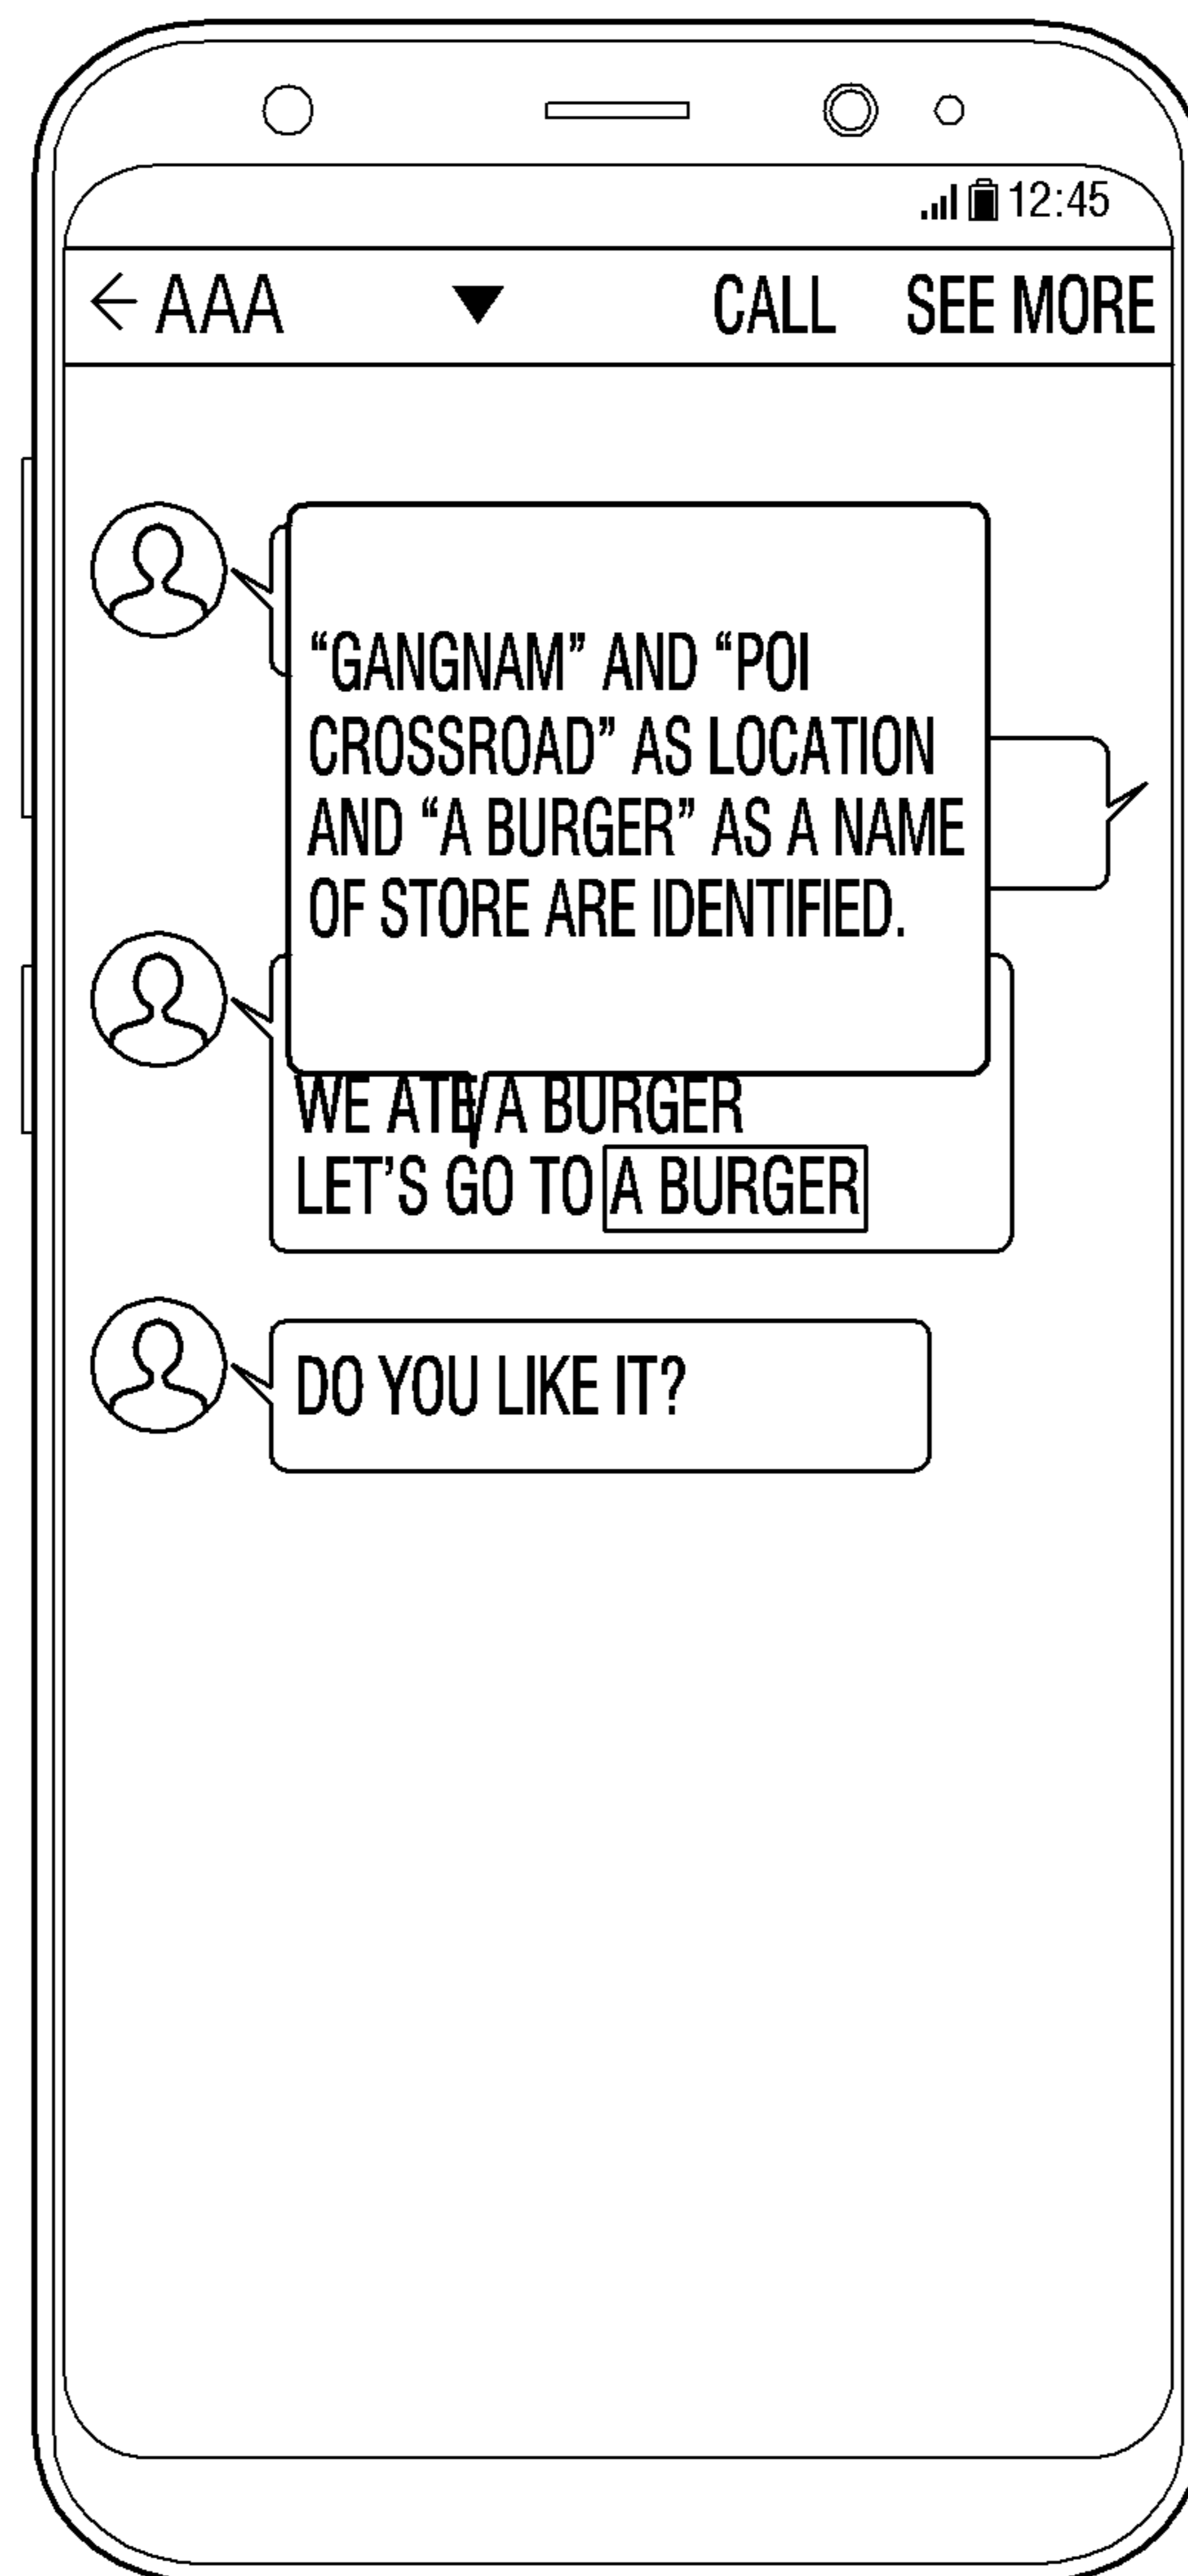 12:45
AAA ▼ CALL SEE MORE
“GANGNAM” AND “POI
CROSSROAD” AS LOCATION
AND “A BURGER” AS A NAME
OF STORE ARE IDENTIFIED.
WE ATE A BURGER
LET’S GO TO A BURGER
DO YOU LIKE IT?